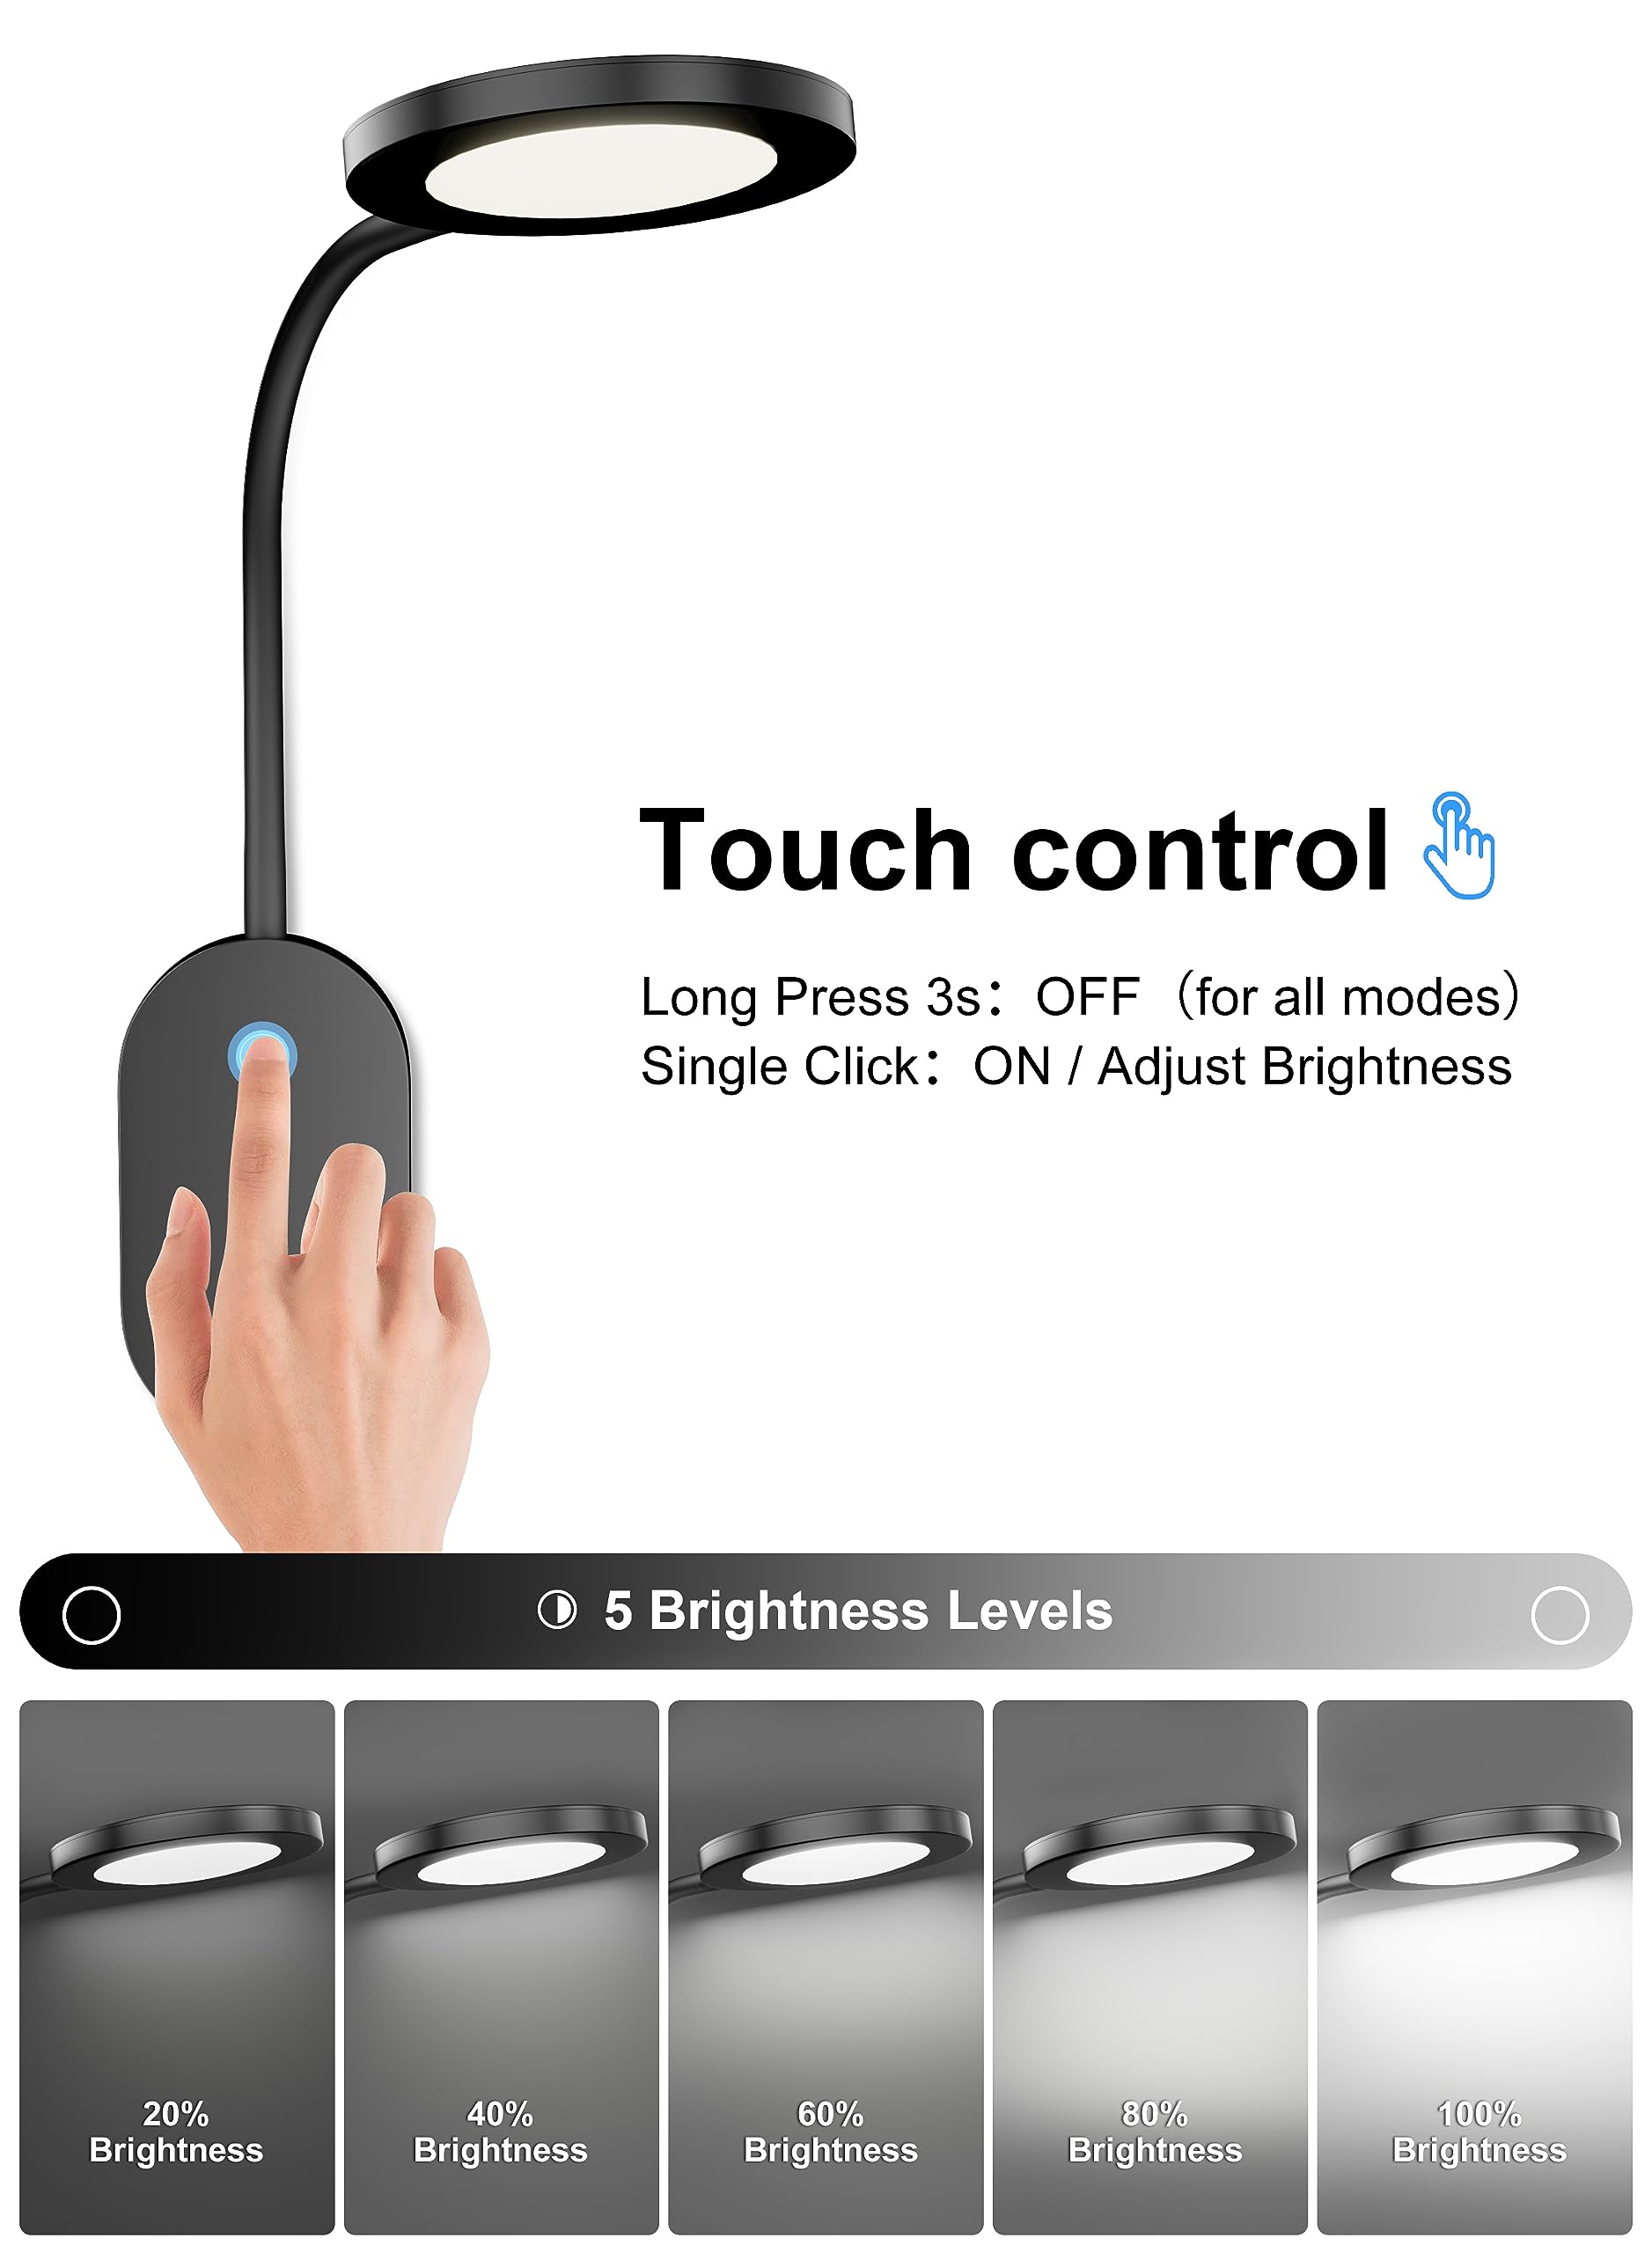 Touch control
Long Press 3s：OFF（for all modes）
Single Click：ON / Adjust Brightness
5 Brightness Levels
20%
Brightness
40%
Brightness
60%
Brightness
80%
Brightness
100%
Brightness